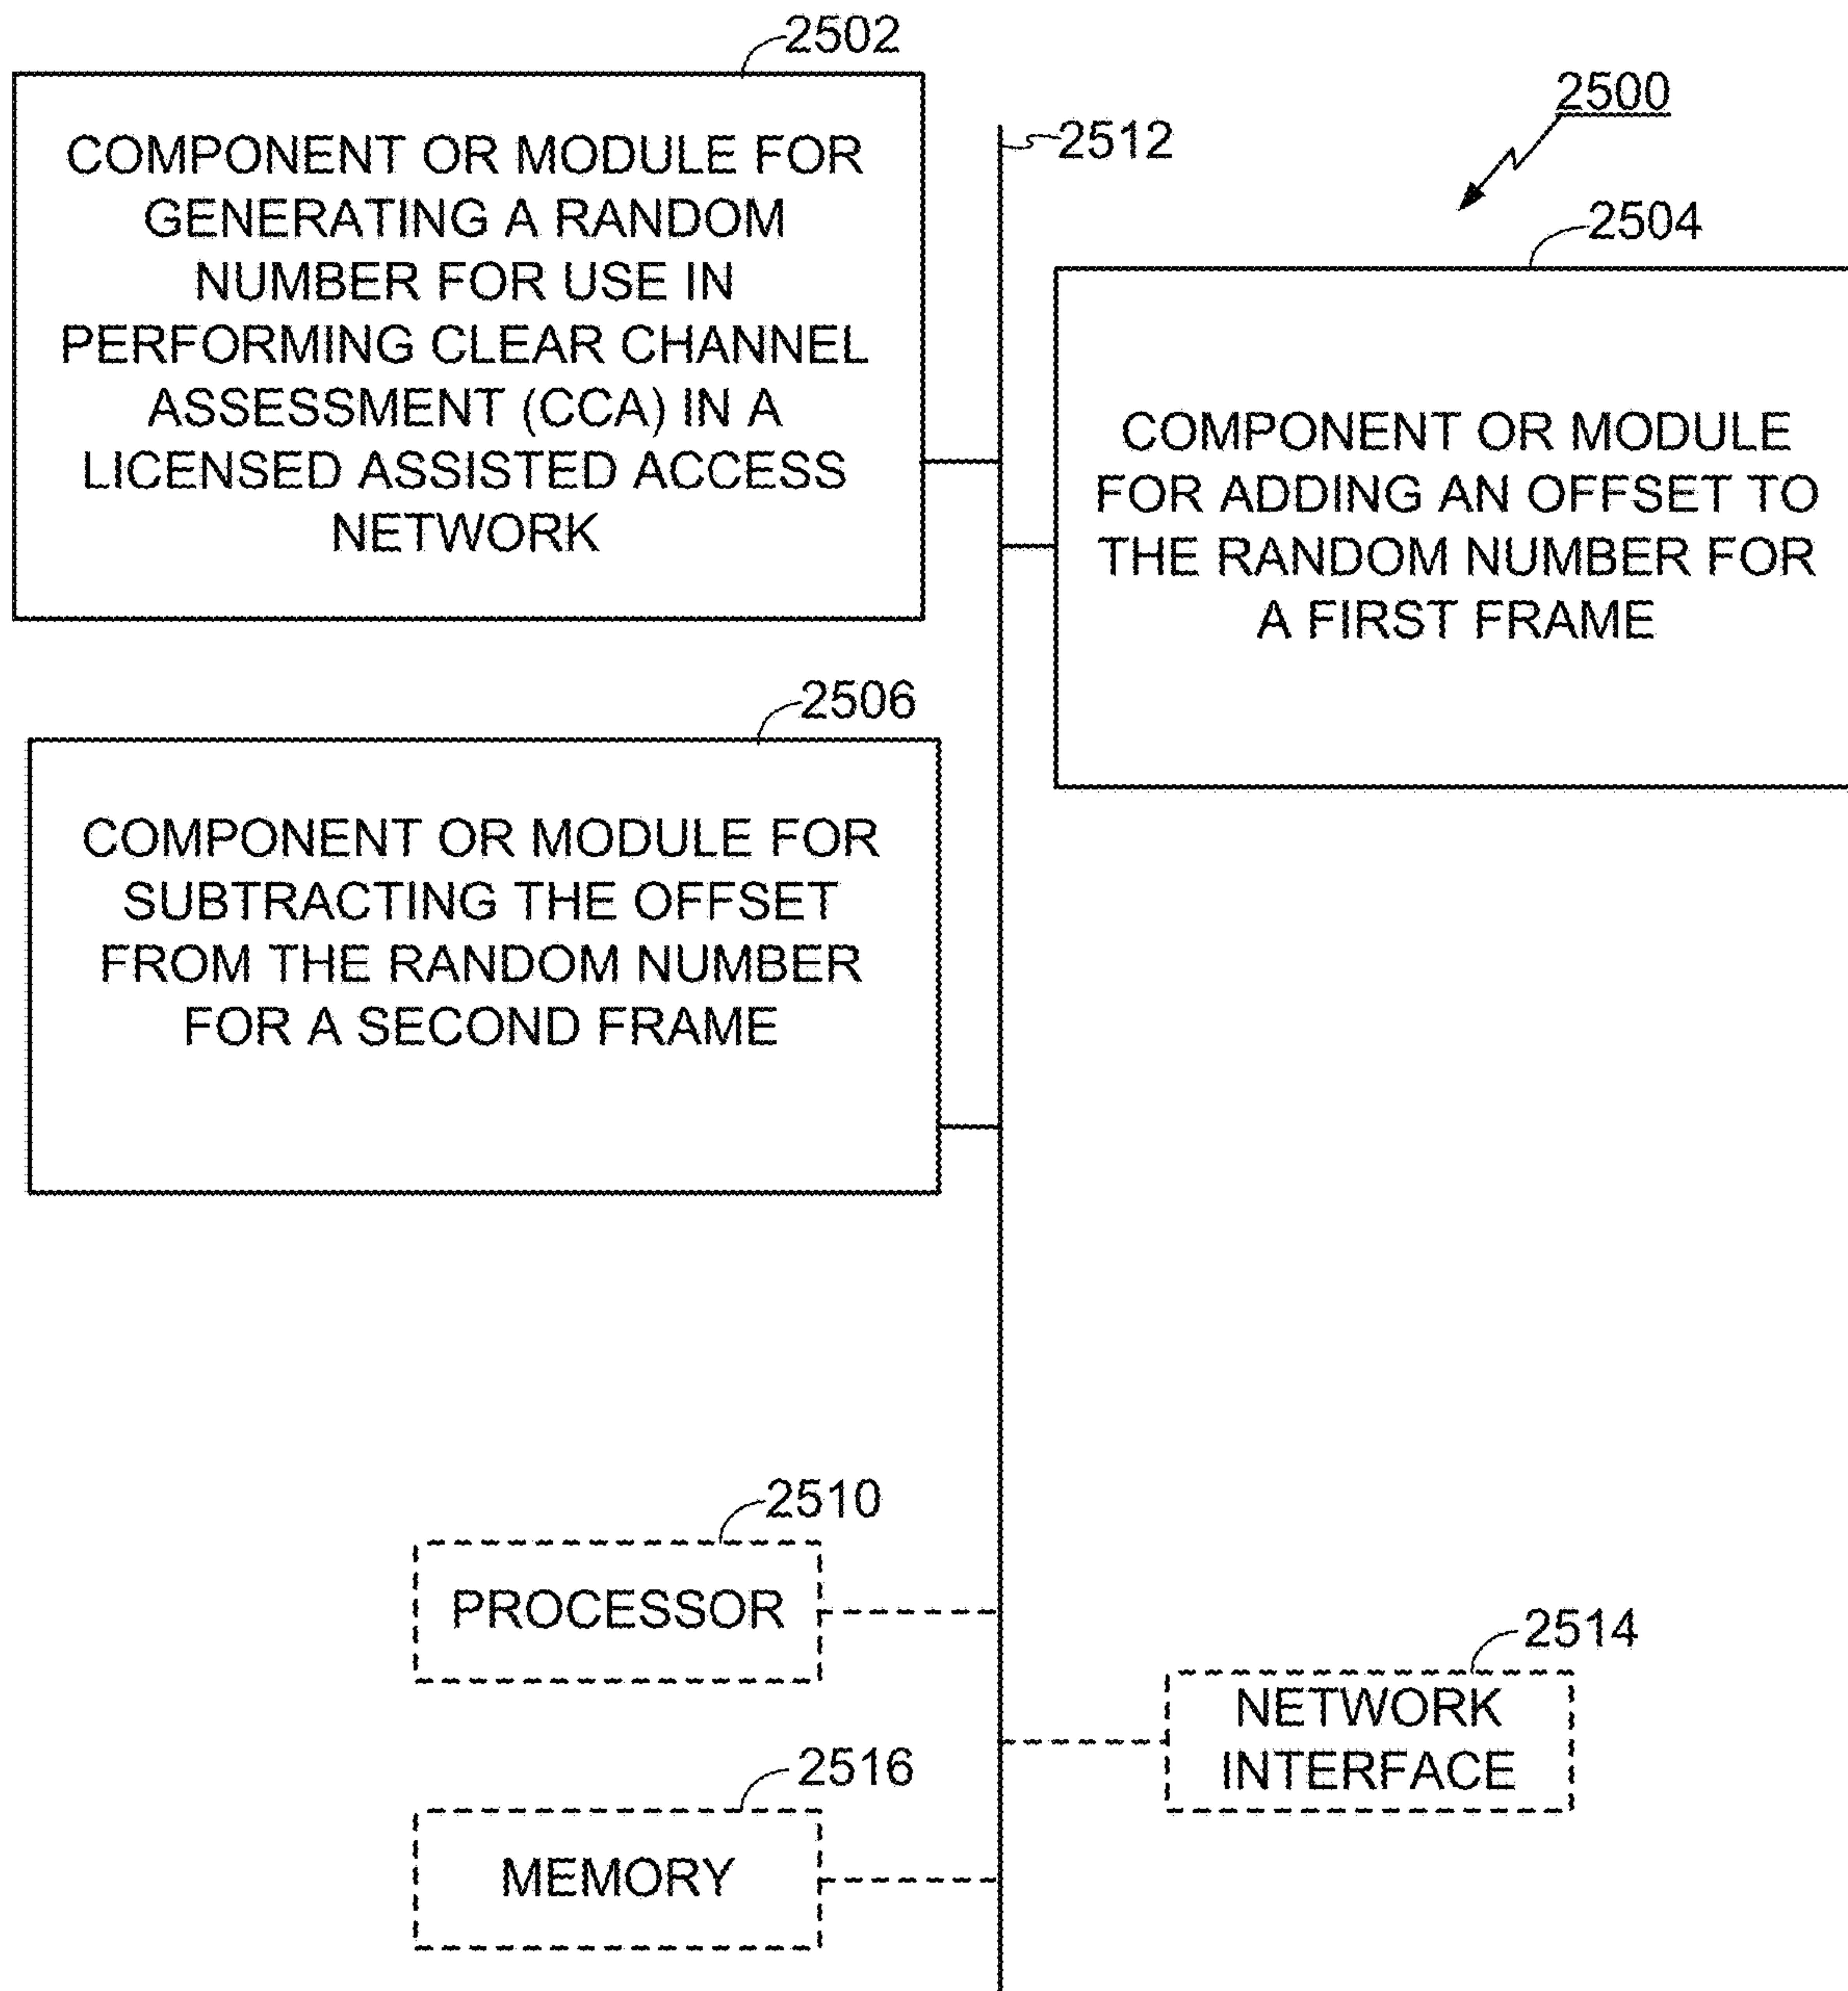 2502
COMPONENT OR MODULE FOR
GENERATING A RANDOM
NUMBER FOR USE IN
PERFORMING CLEAR CHANNEL
ASSESSMENT (CCA) IN A
LICENSED ASSISTED ACCESS
NETWORK
2512
2500
2504
COMPONENT OR MODULE
FOR ADDING AN OFFSET TO
THE RANDOM NUMBER FOR
A FIRST FRAME
2506
COMPONENT OR MODULE FOR
SUBTRACTING THE OFFSET
FROM THE RANDOM NUMBER
FOR A SECOND FRAME
2510
PROCESSOR
2514
NETWORK
INTERFACE
2516
MEMORY